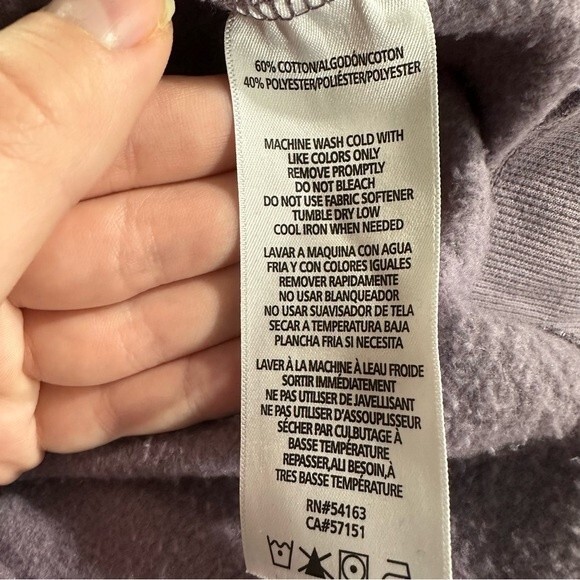 60% COTTON/ALGODÓN/COTON
40% POLYESTER/POLIÉSTER/POLYESTER
MACHINE WASH COLD WITH
LIKE COLORS ONLY
REMOVE PROMPTLY
DO NOT BLEACH
DO NOT USE FABRIC SOFTENER
TUMBLE DRY LOW
COOL IRON WHEN NEEDED
LAVAR A MAQUINA CON AGUA
FRIA Y CON COLORES IGUALES
REMOVER RAPIDAMENTE
NO USAR BLANQUEADOR
NO USAR SUAVISADOR DE TELA
SECAR A TEMPERATURA BAJA
PLANCHA FRIA SI NECESITA
LAVER À LA MACHINE À LEAU FROIDE
SORTIR IMMÉDIATEMENT
NE PAS UTILISER DE JAVELLISANT
NE PAS UTILISER D'ASSOUPLISSEUR
SÉCHER PAR CULBUTAGE À
BASSE TEMPÉRATURE
REPASSER,ALI BESOIN,À
TRES BASSE TEMPÉRATURE
RN#54163
CA#57151